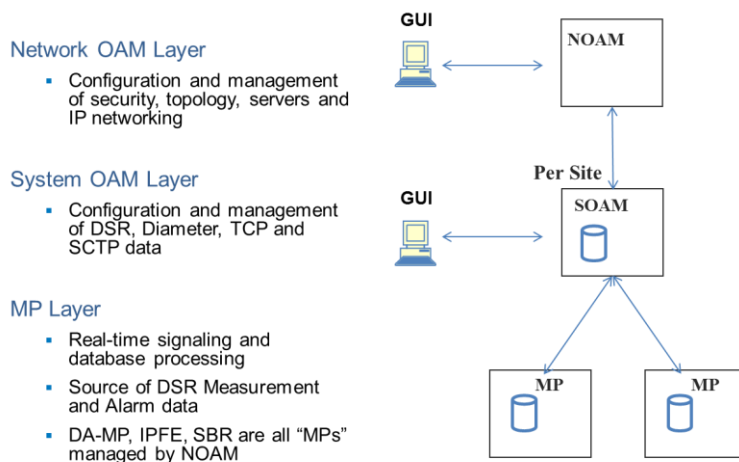 Network OAM Layer
Configuration and management
of security, topology, servers and
IP networking
System OAM Layer
Configuration and management
of DSR, Diameter, TCP and
SCTP data
MP Layer
Real-time signaling and
database processing
Source of DSR Measurement
and Alarm data
DA-MP, IPFE, SBR are all “MPs”
managed by NOAM
GUI
NOAM
Per Site
GUI
SOAM
MP
MP